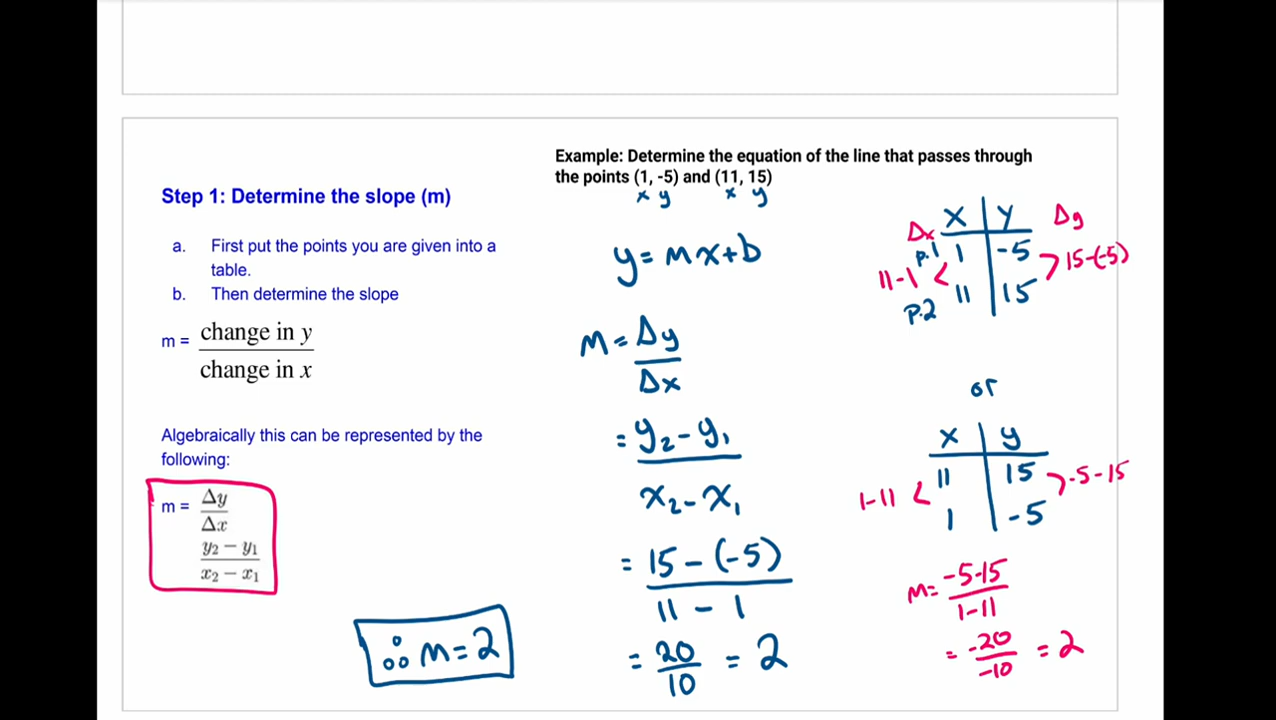 Step 1: Determine the slope (m)
a. First put the points you are given into a
table.
b. Then determine the slope
m = change in y
change in x
Algebraically this can be represented by the
following:
m = Δy
Δx
y₂ − y₁
x₂ − x₁
∴ m = 2
Example: Determine the equation of the line that passes through
the points (1, -5) and (11, 15)
x y x y
y = mx+b
m = Δy
Δx
= y₂ - y₁
x₂ - x₁
= 15 - (-5)
11 - 1
= 20
10
= 2
Δx x y Δy
p.1 1 -5
11-1 < > 15-(-5)
p.2 11 15
or
x y
11 15
1-11 < > -5-15
1 -5
m = -5-15
1-11
= -20
-10
= 2